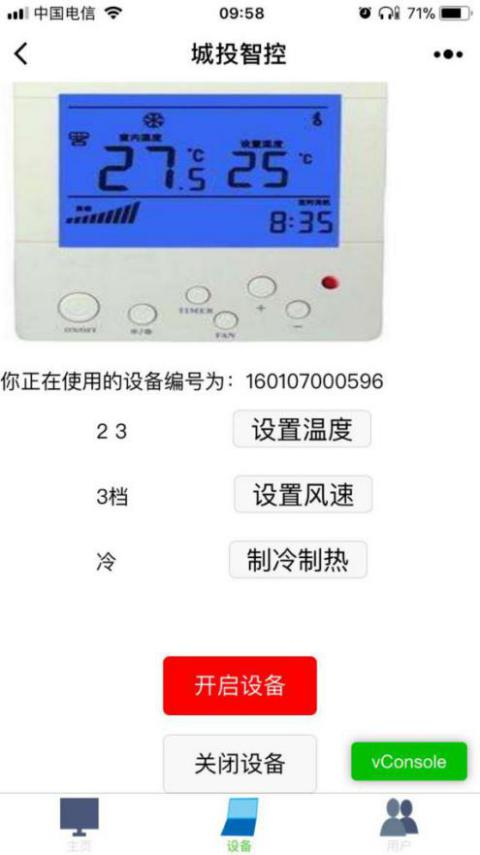 中国电信
09:58
71%
城投智控
室内温度
设置温度
27.5℃
25℃
8:35
ON/OFF
TIMER
+
FAN
−
你正在使用的设备编号为：160107000596
2 3
设置温度
3档
设置风速
冷
制冷制热
开启设备
关闭设备
vConsole
主页
设备
用户